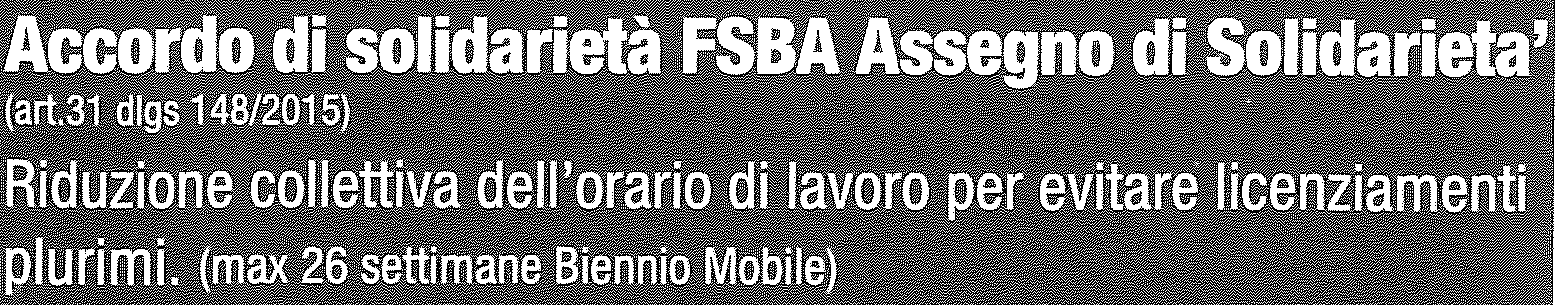 Accordo di solidarietà FSBA Assegno di Solidarieta'
(art.31 dlgs 148/2015)
Riduzione collettiva dell'orario di lavoro per evitare licenziamenti
plurimi. (max 26 settimane Biennio Mobile)